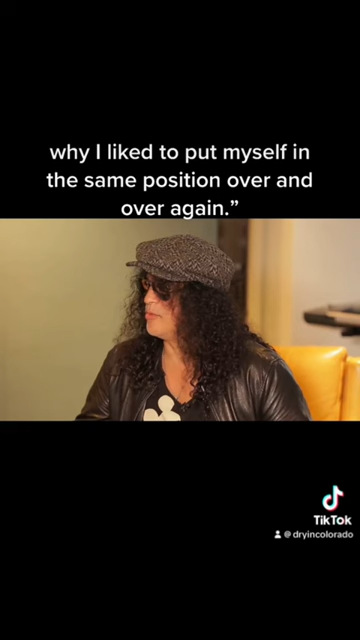 why I liked to put myself in
the same position over and
over again.”
TikTok
@dryincolorado